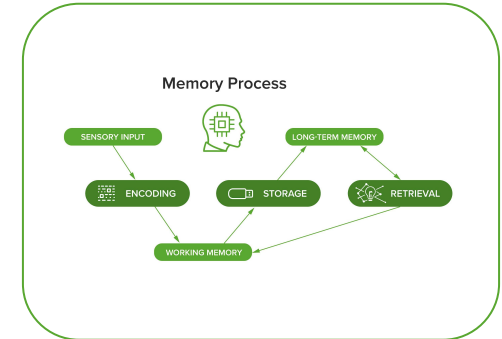 Memory Process
SENSORY INPUT
LONG-TERM MEMORY
ENCODING
STORAGE
RETRIEVAL
WORKING MEMORY